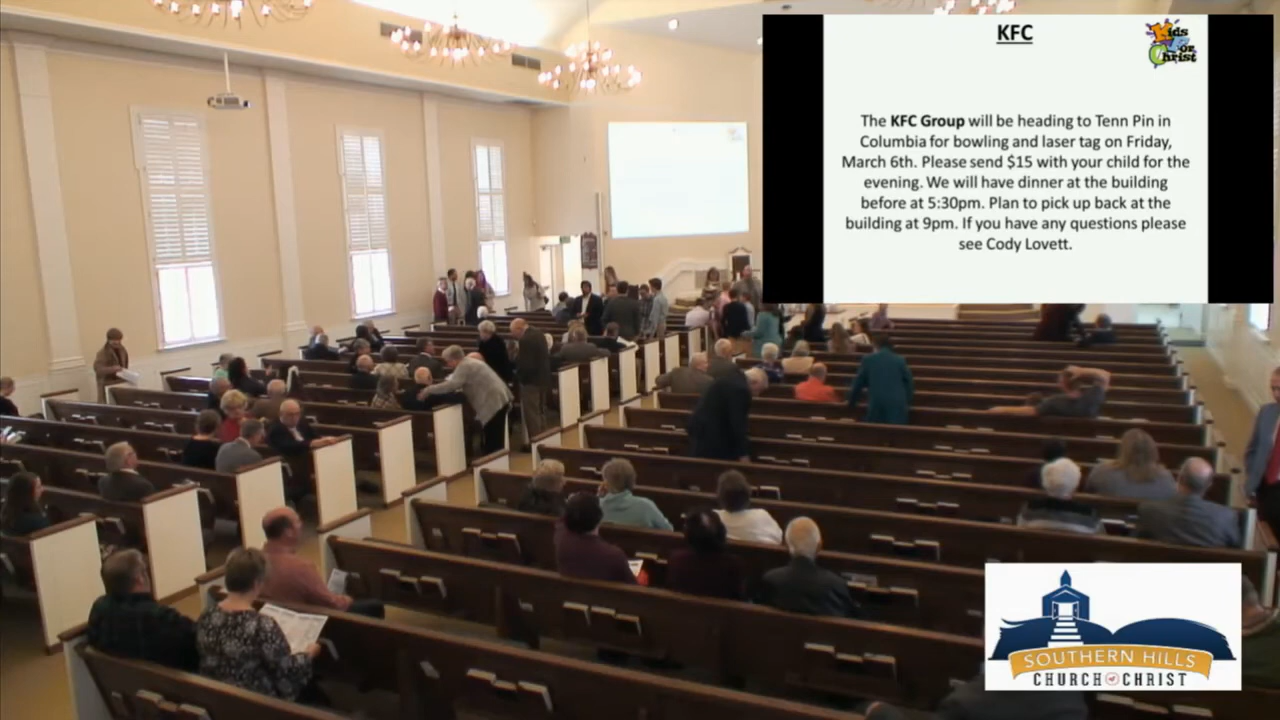 KFC
Kids
For
Christ
The KFC Group will be heading to Tenn Pin in
Columbia for bowling and laser tag on Friday,
March 6th. Please send $15 with your child for the
evening. We will have dinner at the building
before at 5:30pm. Plan to pick up back at the
building at 9pm. If you have any questions please
see Cody Lovett.
SOUTHERN HILLS
CHURCH CHRIST